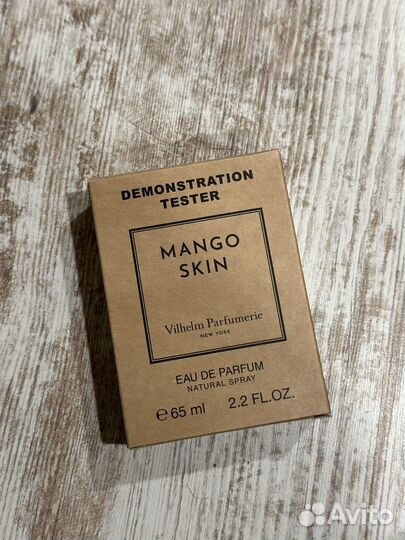 DEMONSTRATION
TESTER
MANGO
SKIN
Vilhelm Parfumerie
NEW YORK
EAU DE PARFUM
NATURAL SPRAY
℮ 65 ml 2.2 FL.OZ.
Avito